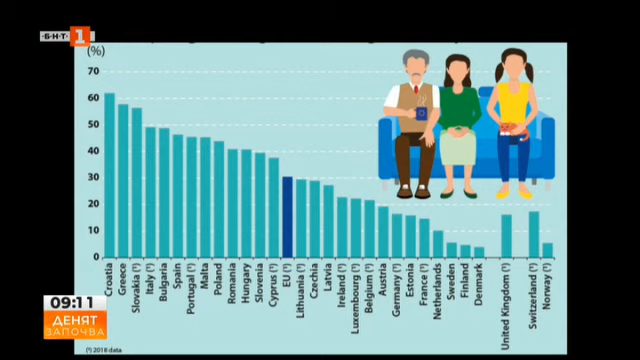 БНТ 1
(%)
70
60
50
40
30
20
10
0
Croatia
Greece
Slovakia (¹)
Italy (¹)
Bulgaria
Spain
Portugal (¹)
Malta
Poland
Romania
Hungary
Slovenia
Cyprus (¹)
EU (¹)
Lithuania (¹)
Czechia
Latvia
Ireland (¹)
Luxembourg (¹)
Belgium (¹)
Austria
Germany (¹)
Estonia
France (¹)
Netherlands
Sweden
Finland
Denmark
United Kingdom (¹)
Switzerland (¹)
Norway (¹)
09:11
ДЕНЯТ
ЗАПОЧВА
(¹) 2018 data